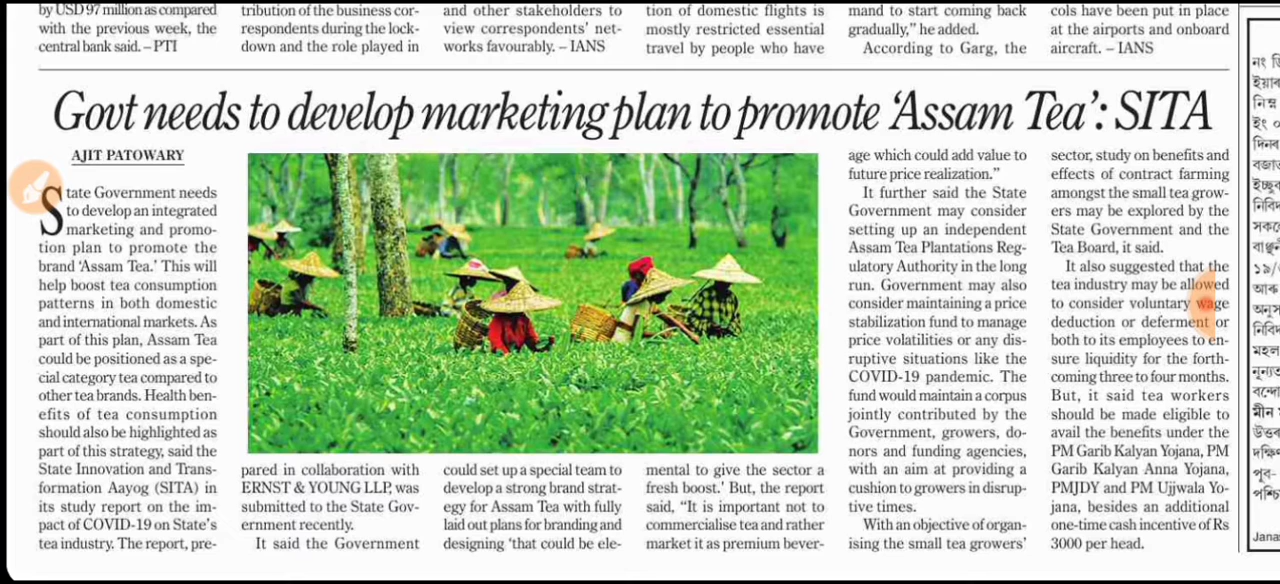 by USD 97 million as compared
with the previous week, the
central bank said. – PTI
tribution of the business cor-
respondents during the lock-
down and the role played in
and other stakeholders to
view correspondents' net-
works favourably. – IANS
tion of domestic flights is
mostly restricted essential
travel by people who have
mand to start coming back
gradually,” he added.
According to Garg, the
cols have been put in place
at the airports and onboard
aircraft. – IANS
Govt needs to develop marketing plan to promote ‘Assam Tea’: SITA
AJIT PATOWARY
State Government needs
to develop an integrated
marketing and promo-
tion plan to promote the
brand ‘Assam Tea.’ This will
help boost tea consumption
patterns in both domestic
and international markets. As
part of this plan, Assam Tea
could be positioned as a spe-
cial category tea compared to
other tea brands. Health ben-
efits of tea consumption
should also be highlighted as
part of this strategy, said the
State Innovation and Trans-
formation Aayog (SITA) in
its study report on the im-
pact of COVID-19 on State’s
tea industry. The report, pre-
pared in collaboration with
ERNST & YOUNG LLP, was
submitted to the State Gov-
ernment recently.
It said the Government
could set up a special team to
develop a strong brand strat-
egy for Assam Tea with fully
laid out plans for branding and
designing ‘that could be ele-
mental to give the sector a
fresh boost.’ But, the report
said, “It is important not to
commercialise tea and rather
market it as premium bever-
age which could add value to
future price realization.”
It further said the State
Government may consider
setting up an independent
Assam Tea Plantations Reg-
ulatory Authority in the long
run. Government may also
consider maintaining a price
stabilization fund to manage
price volatilities or any dis-
ruptive situations like the
COVID-19 pandemic. The
fund would maintain a corpus
jointly contributed by the
Government, growers, do-
nors and funding agencies,
with an aim at providing a
cushion to growers in disrup-
tive times.
With an objective of organ-
ising the small tea growers’
sector, study on benefits and
effects of contract farming
amongst the small tea grow-
ers may be explored by the
State Government and the
Tea Board, it said.
It also suggested that the
tea industry may be allowed
to consider voluntary wage
deduction or deferment or
both to its employees to en-
sure liquidity for the forth-
coming three to four months.
But, it said tea workers
should be made eligible to
avail the benefits under the
PM Garib Kalyan Yojana, PM
Garib Kalyan Anna Yojana,
PMJDY and PM Ujjwala Yo-
jana, besides an additional
one-time cash incentive of Rs
3000 per head.
নং
নিম্ন
দিনৰ
আৰু
মীন
পূব-
Janas